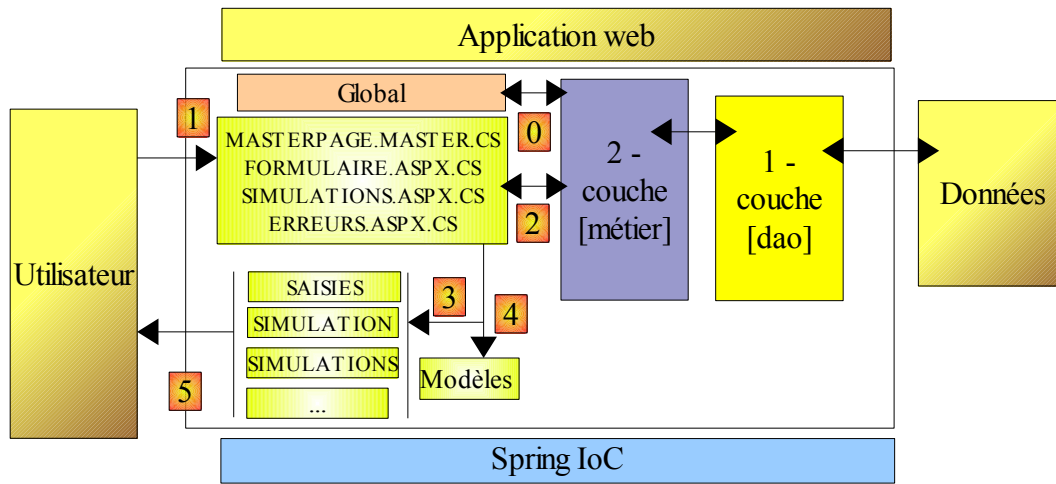 Application web
Global
1
0
MASTERPAGE.MASTER.CS
FORMULAIRE.ASPX.CS
SIMULATIONS.ASPX.CS
ERREURS.ASPX.CS
2
2 -
couche
[métier]
1 -
couche
[dao]
Données
Utilisateur
SAISIES
SIMULATION
SIMULATIONS
...
3
4
Modèles
5
Spring IoC